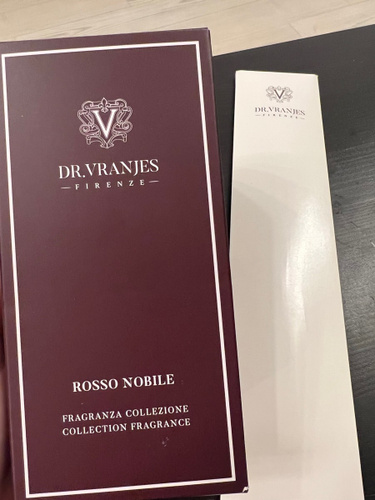 V
DR.VRANJES
FIRENZE
ROSSO NOBILE
FRAGRANZA COLLEZIONE
COLLECTION FRAGRANCE
V
DR.VRANJES
FIRENZE